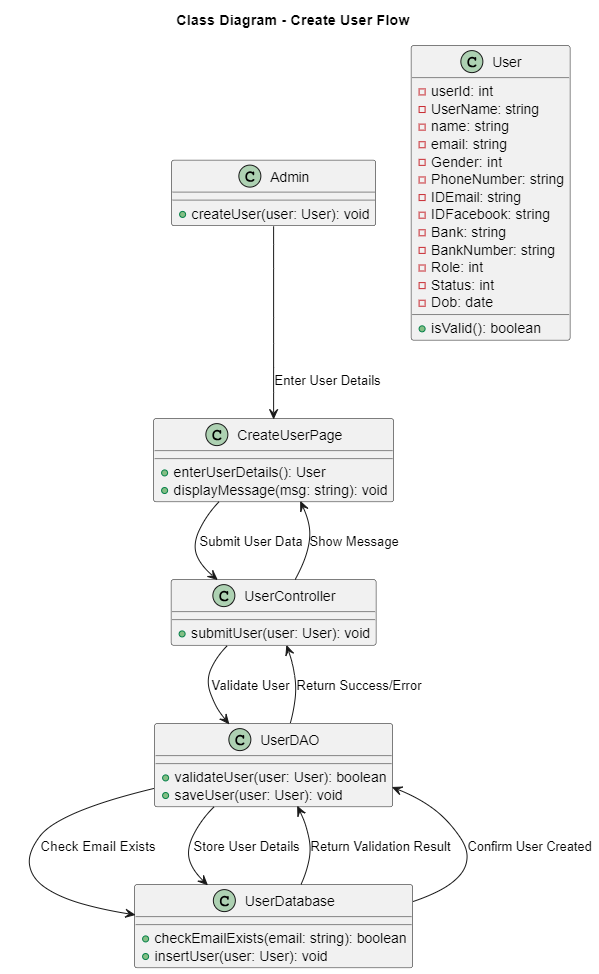 Class Diagram - Create User Flow
C User
userId: int
UserName: string
name: string
email: string
Gender: int
PhoneNumber: string
IDEmail: string
IDFacebook: string
Bank: string
BankNumber: string
Role: int
Status: int
Dob: date
isValid(): boolean
C Admin
createUser(user: User): void
Enter User Details
C CreateUserPage
enterUserDetails(): User
displayMessage(msg: string): void
Submit User Data
Show Message
C UserController
submitUser(user: User): void
Validate User
Return Success/Error
C UserDAO
validateUser(user: User): boolean
saveUser(user: User): void
Check Email Exists
Store User Details
Return Validation Result
Confirm User Created
C UserDatabase
checkEmailExists(email: string): boolean
insertUser(user: User): void